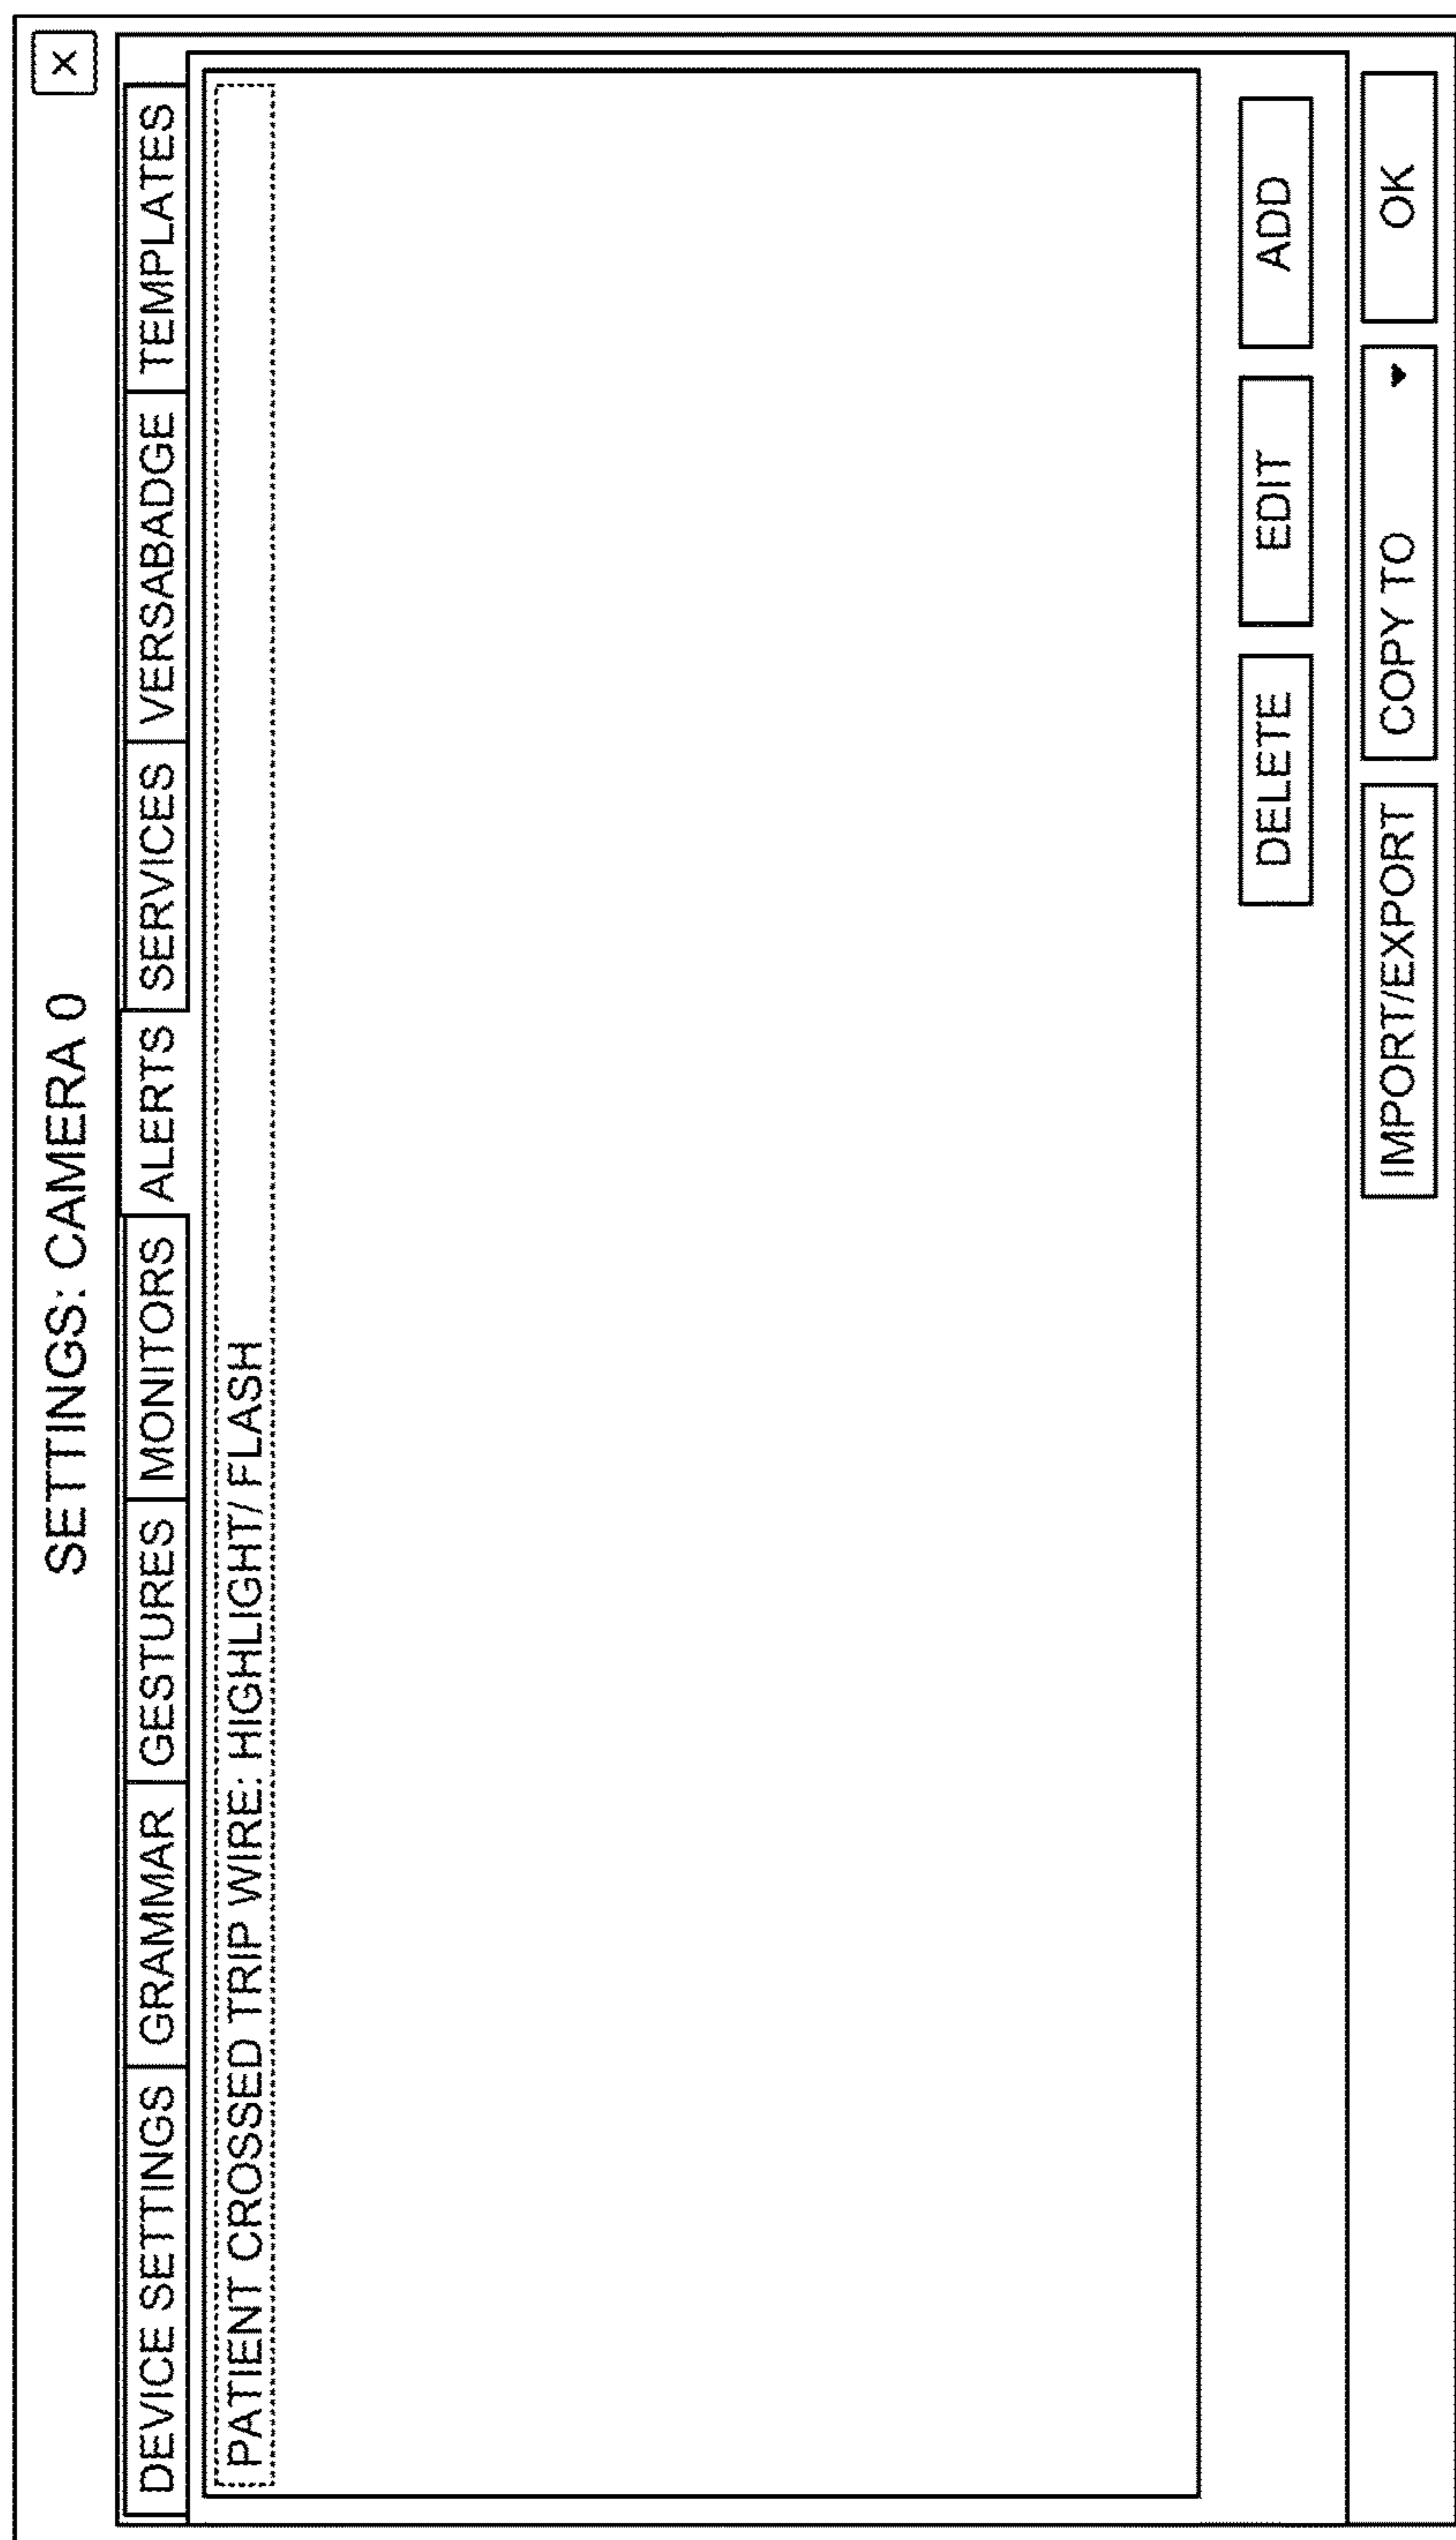 SETTINGS: CAMERA 0
X
DEVICE SETTINGS GRAMMAR GESTURES MONITORS ALERTS SERVICES VERSABADGE TEMPLATES
PATIENT CROSSED TRIP WIRE: HIGHLIGHT/ FLASH
DELETE EDIT ADD
IMPORT/EXPORT COPY TO OK